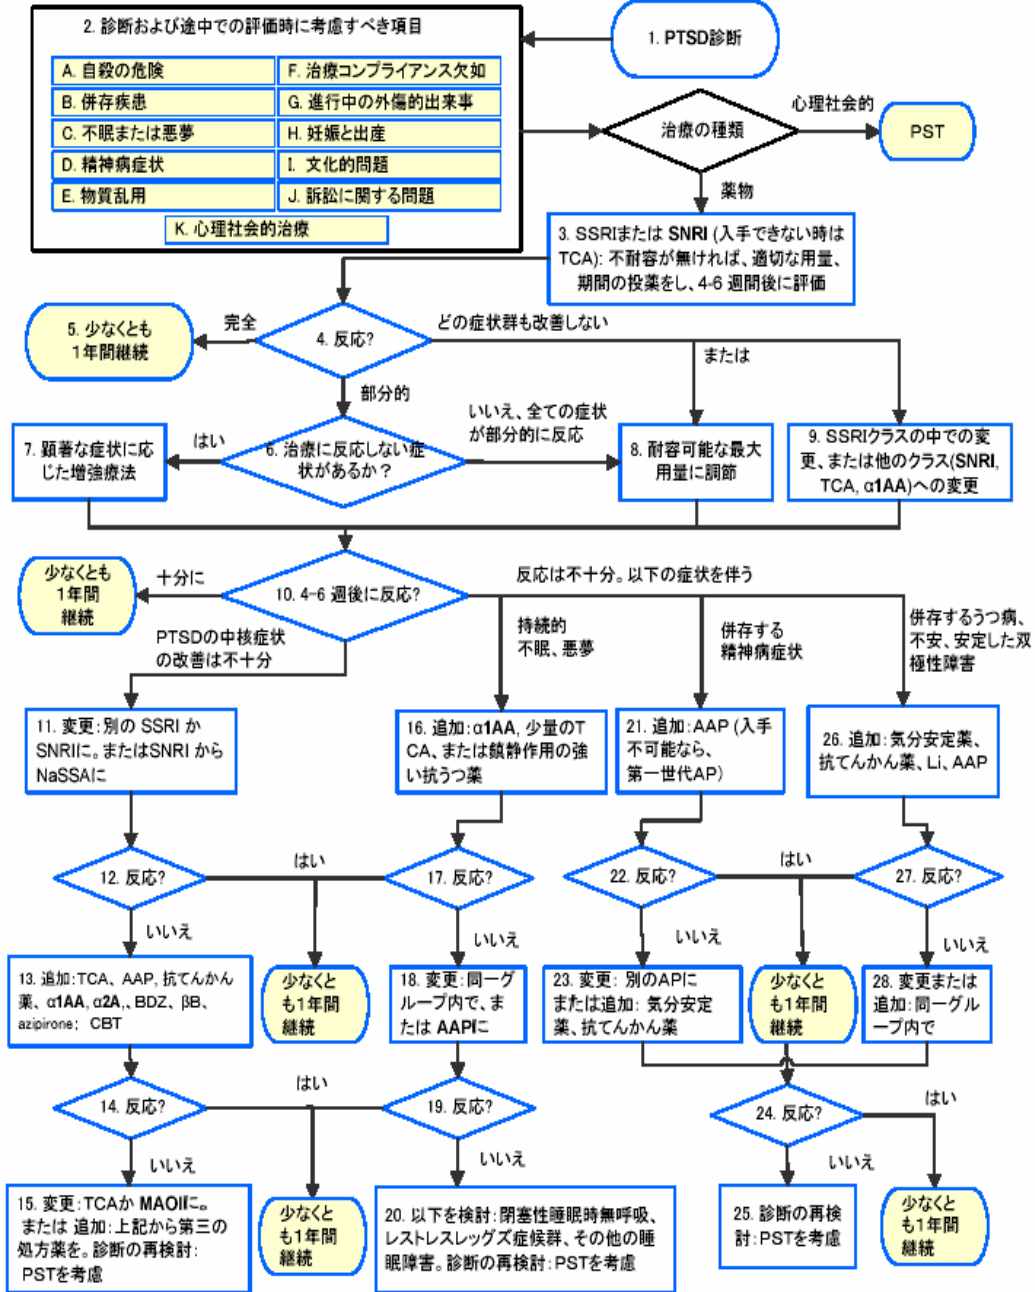 2. 診断および途中での評価時に考慮すべき項目
1. PTSD診断
A. 自殺の危険
F. 治療コンプライアンス欠如
B. 併存疾患
G. 進行中の外傷的出来事
C. 不眠または悪夢
H. 妊娠と出産
D. 精神病症状
I. 文化的問題
E. 物質乱用
J. 訴訟に関する問題
K. 心理社会的治療
治療の種類
心理社会的
PST
薬物
3. SSRIまたは SNRI (入手できない時は
TCA): 不耐容が無ければ、適切な用量、
期間の投薬をし、4-6 週間後に評価
4. 反応?
完全
5. 少なくとも
1年間継続
どの症状群も改善しない
または
部分的
6. 治療に反応しない症
状があるか？
はい
7. 顕著な症状に応
じた増強療法
いいえ、全ての症状
が部分的に反応
8. 耐容可能な最大
用量に調節
9. SSRIクラスの中での変
更、または他のクラス(SNRI,
TCA, α1AA)への変更
10. 4-6 週後に反応?
十分に
少なくとも
1年間
継続
反応は不十分。以下の症状を伴う
PTSDの中核症状
の改善は不十分
持続的
不眠、悪夢
併存する
精神病症状
併存するうつ病、
不安、安定した双
極性障害
11. 変更：別の SSRI か
SNRIに。またはSNRI から
NaSSAに
16. 追加：α1AA, 少量のT
CA、または鎮静作用の強
い抗うつ薬
21. 追加：AAP (入手
不可能なら、
第一世代AP)
26. 追加：気分安定薬、
抗てんかん薬、Li、AAP
12. 反応?
はい
17. 反応?
22. 反応?
はい
27. 反応?
いいえ
いいえ
いいえ
いいえ
13. 追加：TCA、AAP、抗てんかん
薬、α1AA、α2A,、BDZ、βB、
azipirone； CBT
少なくと
も1年間
継続
18. 変更：同一グ
ループ内で、ま
たは AAPに
23. 変更： 別のAPに
または追加： 気分安定
薬、抗てんかん薬
少なくと
も1年間
継続
28. 変更または
追加：同一グル
ープ内で
14. 反応?
はい
19. 反応?
24. 反応?
はい
いいえ
いいえ
いいえ
15. 変更：TCAか MAOIに。
または 追加：上記から第三の
処方薬を。診断の再検討：
PSTを考慮
少なくと
も1年間
継続
20. 以下を検討：閉塞性睡眠時無呼吸、
レストレスレッグズ症候群、その他の睡
眠障害。診断の再検討：PSTを考慮
25. 診断の再検
討：PSTを考慮
少なくと
も1年間
継続